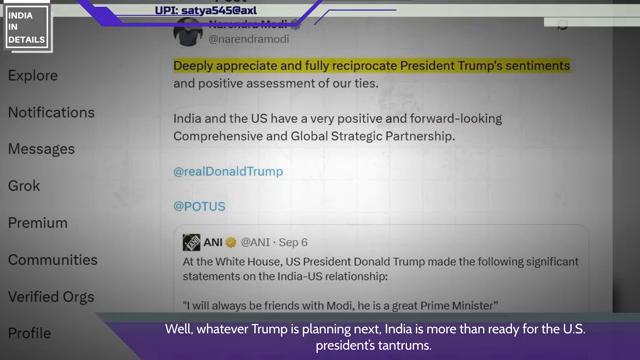 INDIA
IN
DETAILS
UPI: satya545@axl
Narendra Modi
@narendramodi
Deeply appreciate and fully reciprocate President Trump's sentiments
and positive assessment of our ties.
India and the US have a very positive and forward-looking
Comprehensive and Global Strategic Partnership.
@realDonaldTrump
@POTUS
ANI @ANI · Sep 6
At the White House, US President Donald Trump made the following significant
statements on the India-US relationship:
"I will always be friends with Modi, he is a great Prime Minister"
Explore
Notifications
Messages
Grok
Premium
Communities
Verified Orgs
Profile
Well, whatever Trump is planning next, India is more than ready for the U.S.
president's tantrums.